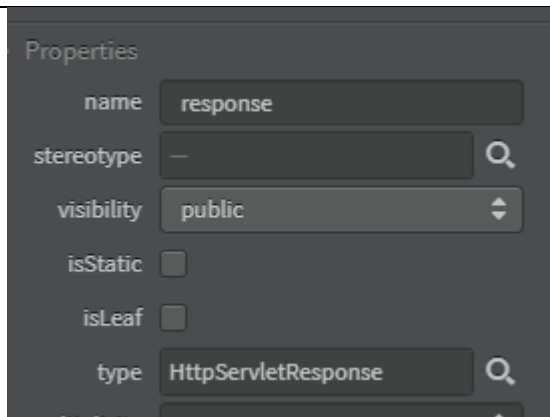 Properties
name response
stereotype —
visibility public
isStatic
isLeaf
type HttpServletResponse